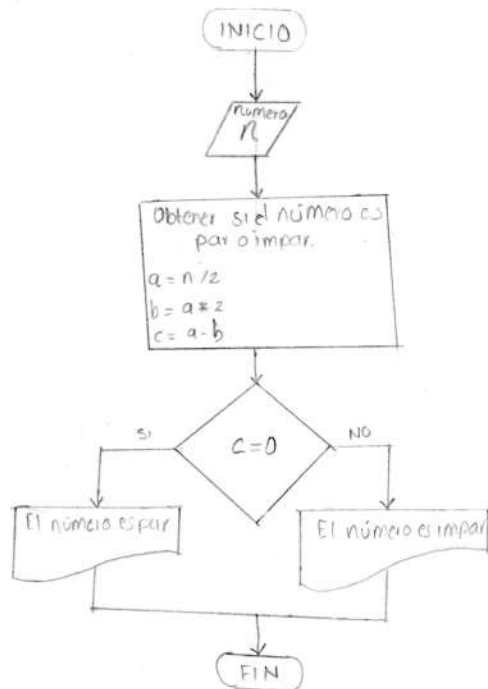 INICIO
número
n
Obtener si el número es
par o impar.
a = n/2
b = a * 2
c = a - b
SI
C=0
NO
El número es par
El número es impar
FIN